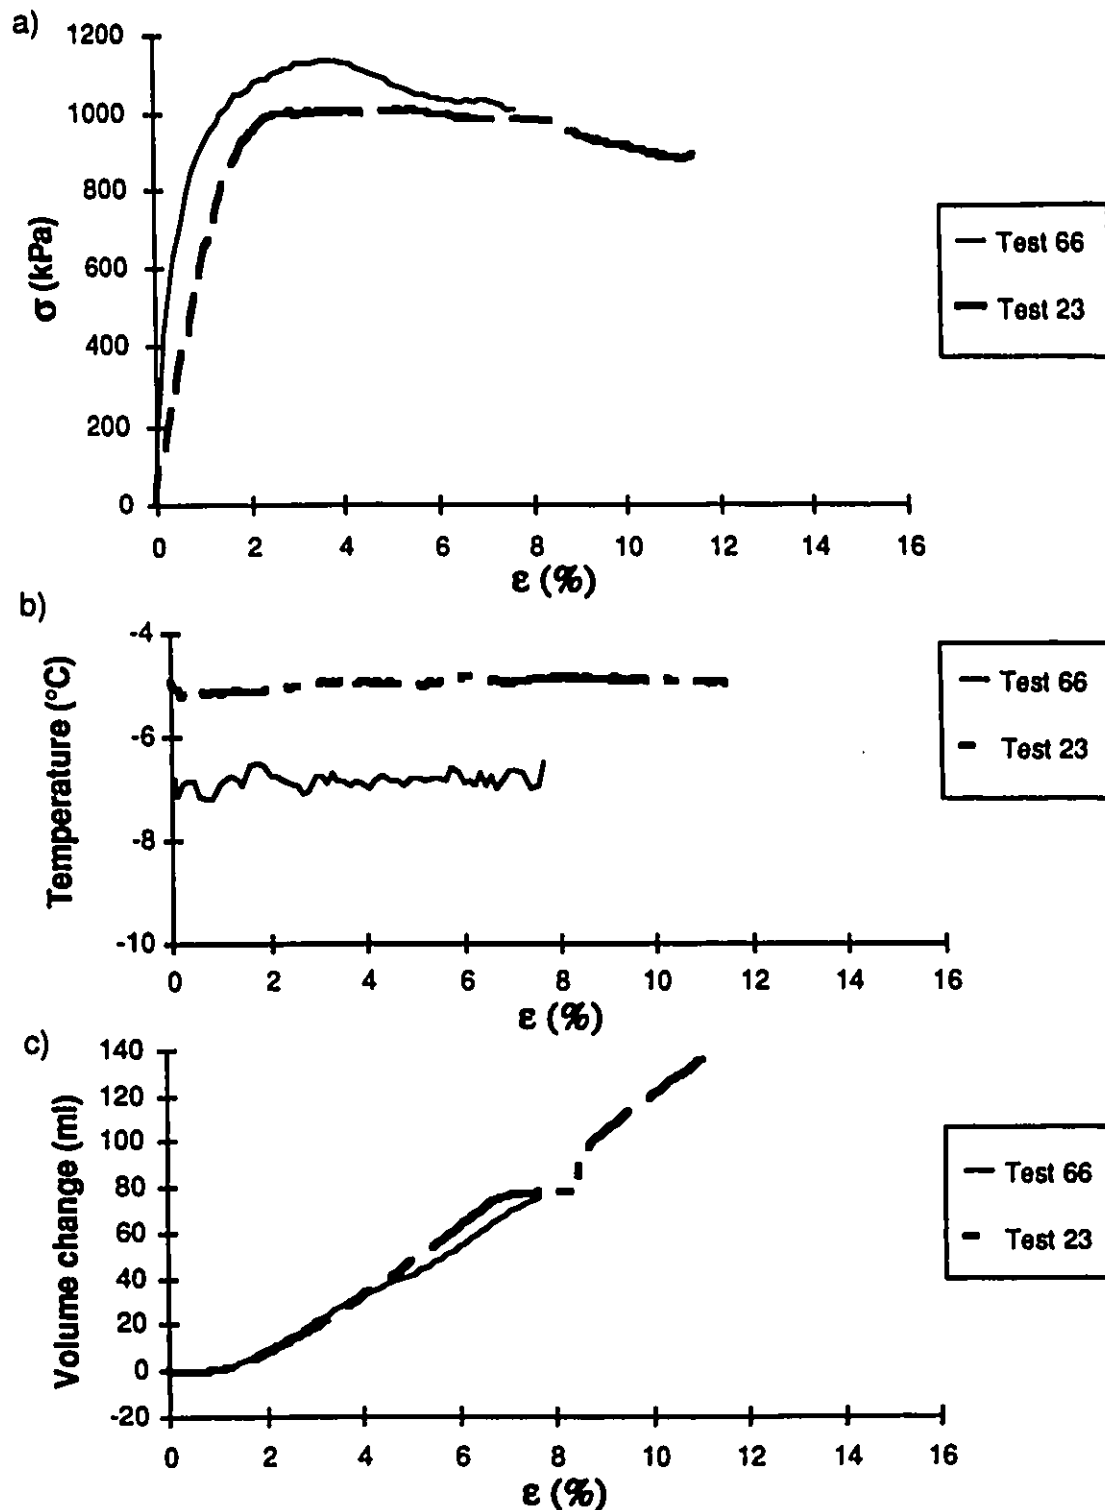 a)
1200
1000
800
600
400
200
0
σ (kPa)
0 2 4 6 8 10 12 14 16
ε (%)
Test 66
Test 23
b)
-4
-6
-8
-10
Temperature (°C)
0 2 4 6 8 10 12 14 16
ε (%)
Test 66
Test 23
c)
140
120
100
80
60
40
20
0
-20
Volume change (ml)
0 2 4 6 8 10 12 14 16
ε (%)
Test 66
Test 23